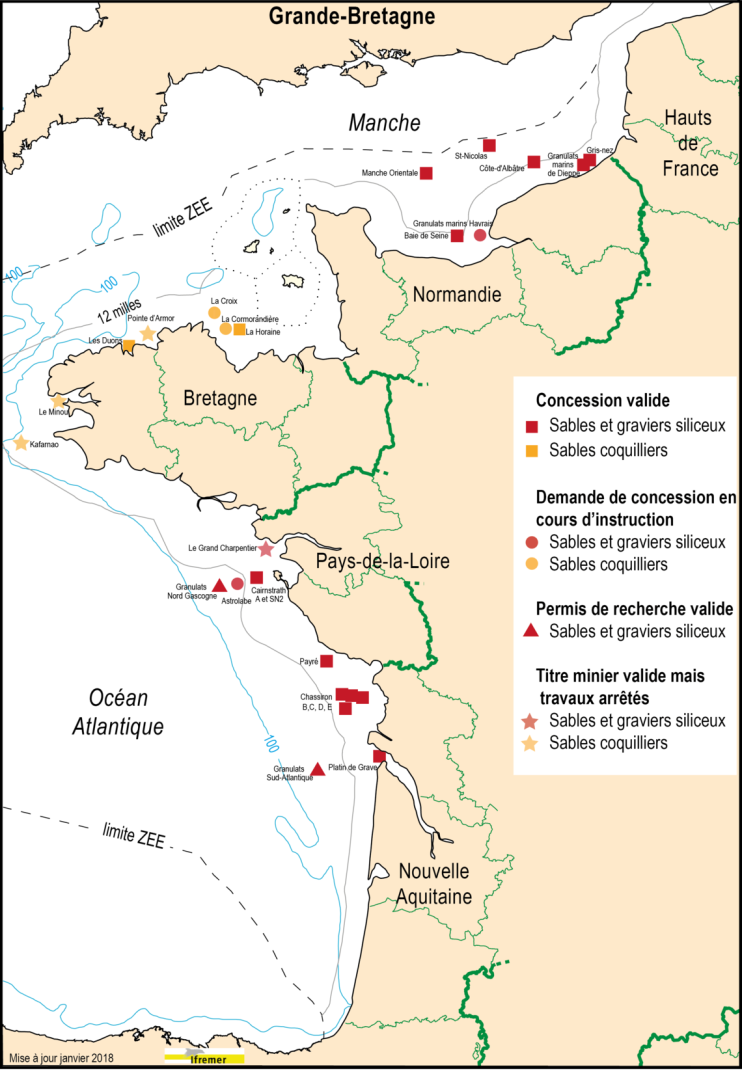 Grande-Bretagne
Manche
Hauts
de
France
St-Nicolas
Côte-d'Albâtre
Granulats
marins
de Dieppe
Gris-nez
Manche Orientale
Granulats marins Havrais
Baie de Seine
limite ZEE
100
100
12 milles
Normandie
La Croix
La Cormorandière
La Horaine
Pointe d'Armor
Les Duons
Le Minou
Kafarnao
Bretagne
Concession valide
Sables et graviers siliceux
Sables coquilliers
Demande de concession en
cours d'instruction
Sables et graviers siliceux
Sables coquilliers
Permis de recherche valide
Sables et graviers siliceux
Titre minier valide mais
travaux arrêtés
Sables et graviers siliceux
Sables coquilliers
Le Grand Charpentier
Pays-de-la-Loire
Granulats
Nord Gascogne
Astrolabe
Cairnstrath
A et SN2
Payré
Chassiron
B,C, D, E
Océan
Atlantique
100
Granulats
Sud-Atlantique
Platin de Grave
limite ZEE
Nouvelle
Aquitaine
Mise à jour janvier 2018
Ifremer